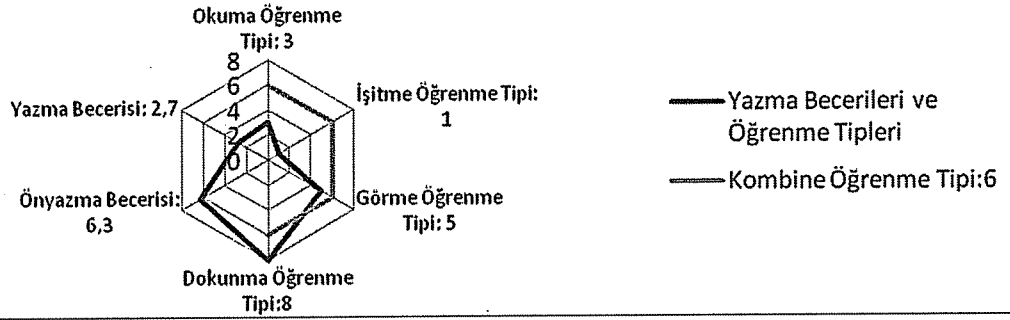 Okuma Öğrenme
Tipi: 3
8
6
4
2
0
İşitme Öğrenme Tipi:
1
Görme Öğrenme
Tipi: 5
Dokunma Öğrenme
Tipi:8
Önyazma Becerisi:
6,3
Yazma Becerisi: 2,7
Yazma Becerileri ve
Öğrenme Tipleri
Kombine Öğrenme Tipi:6